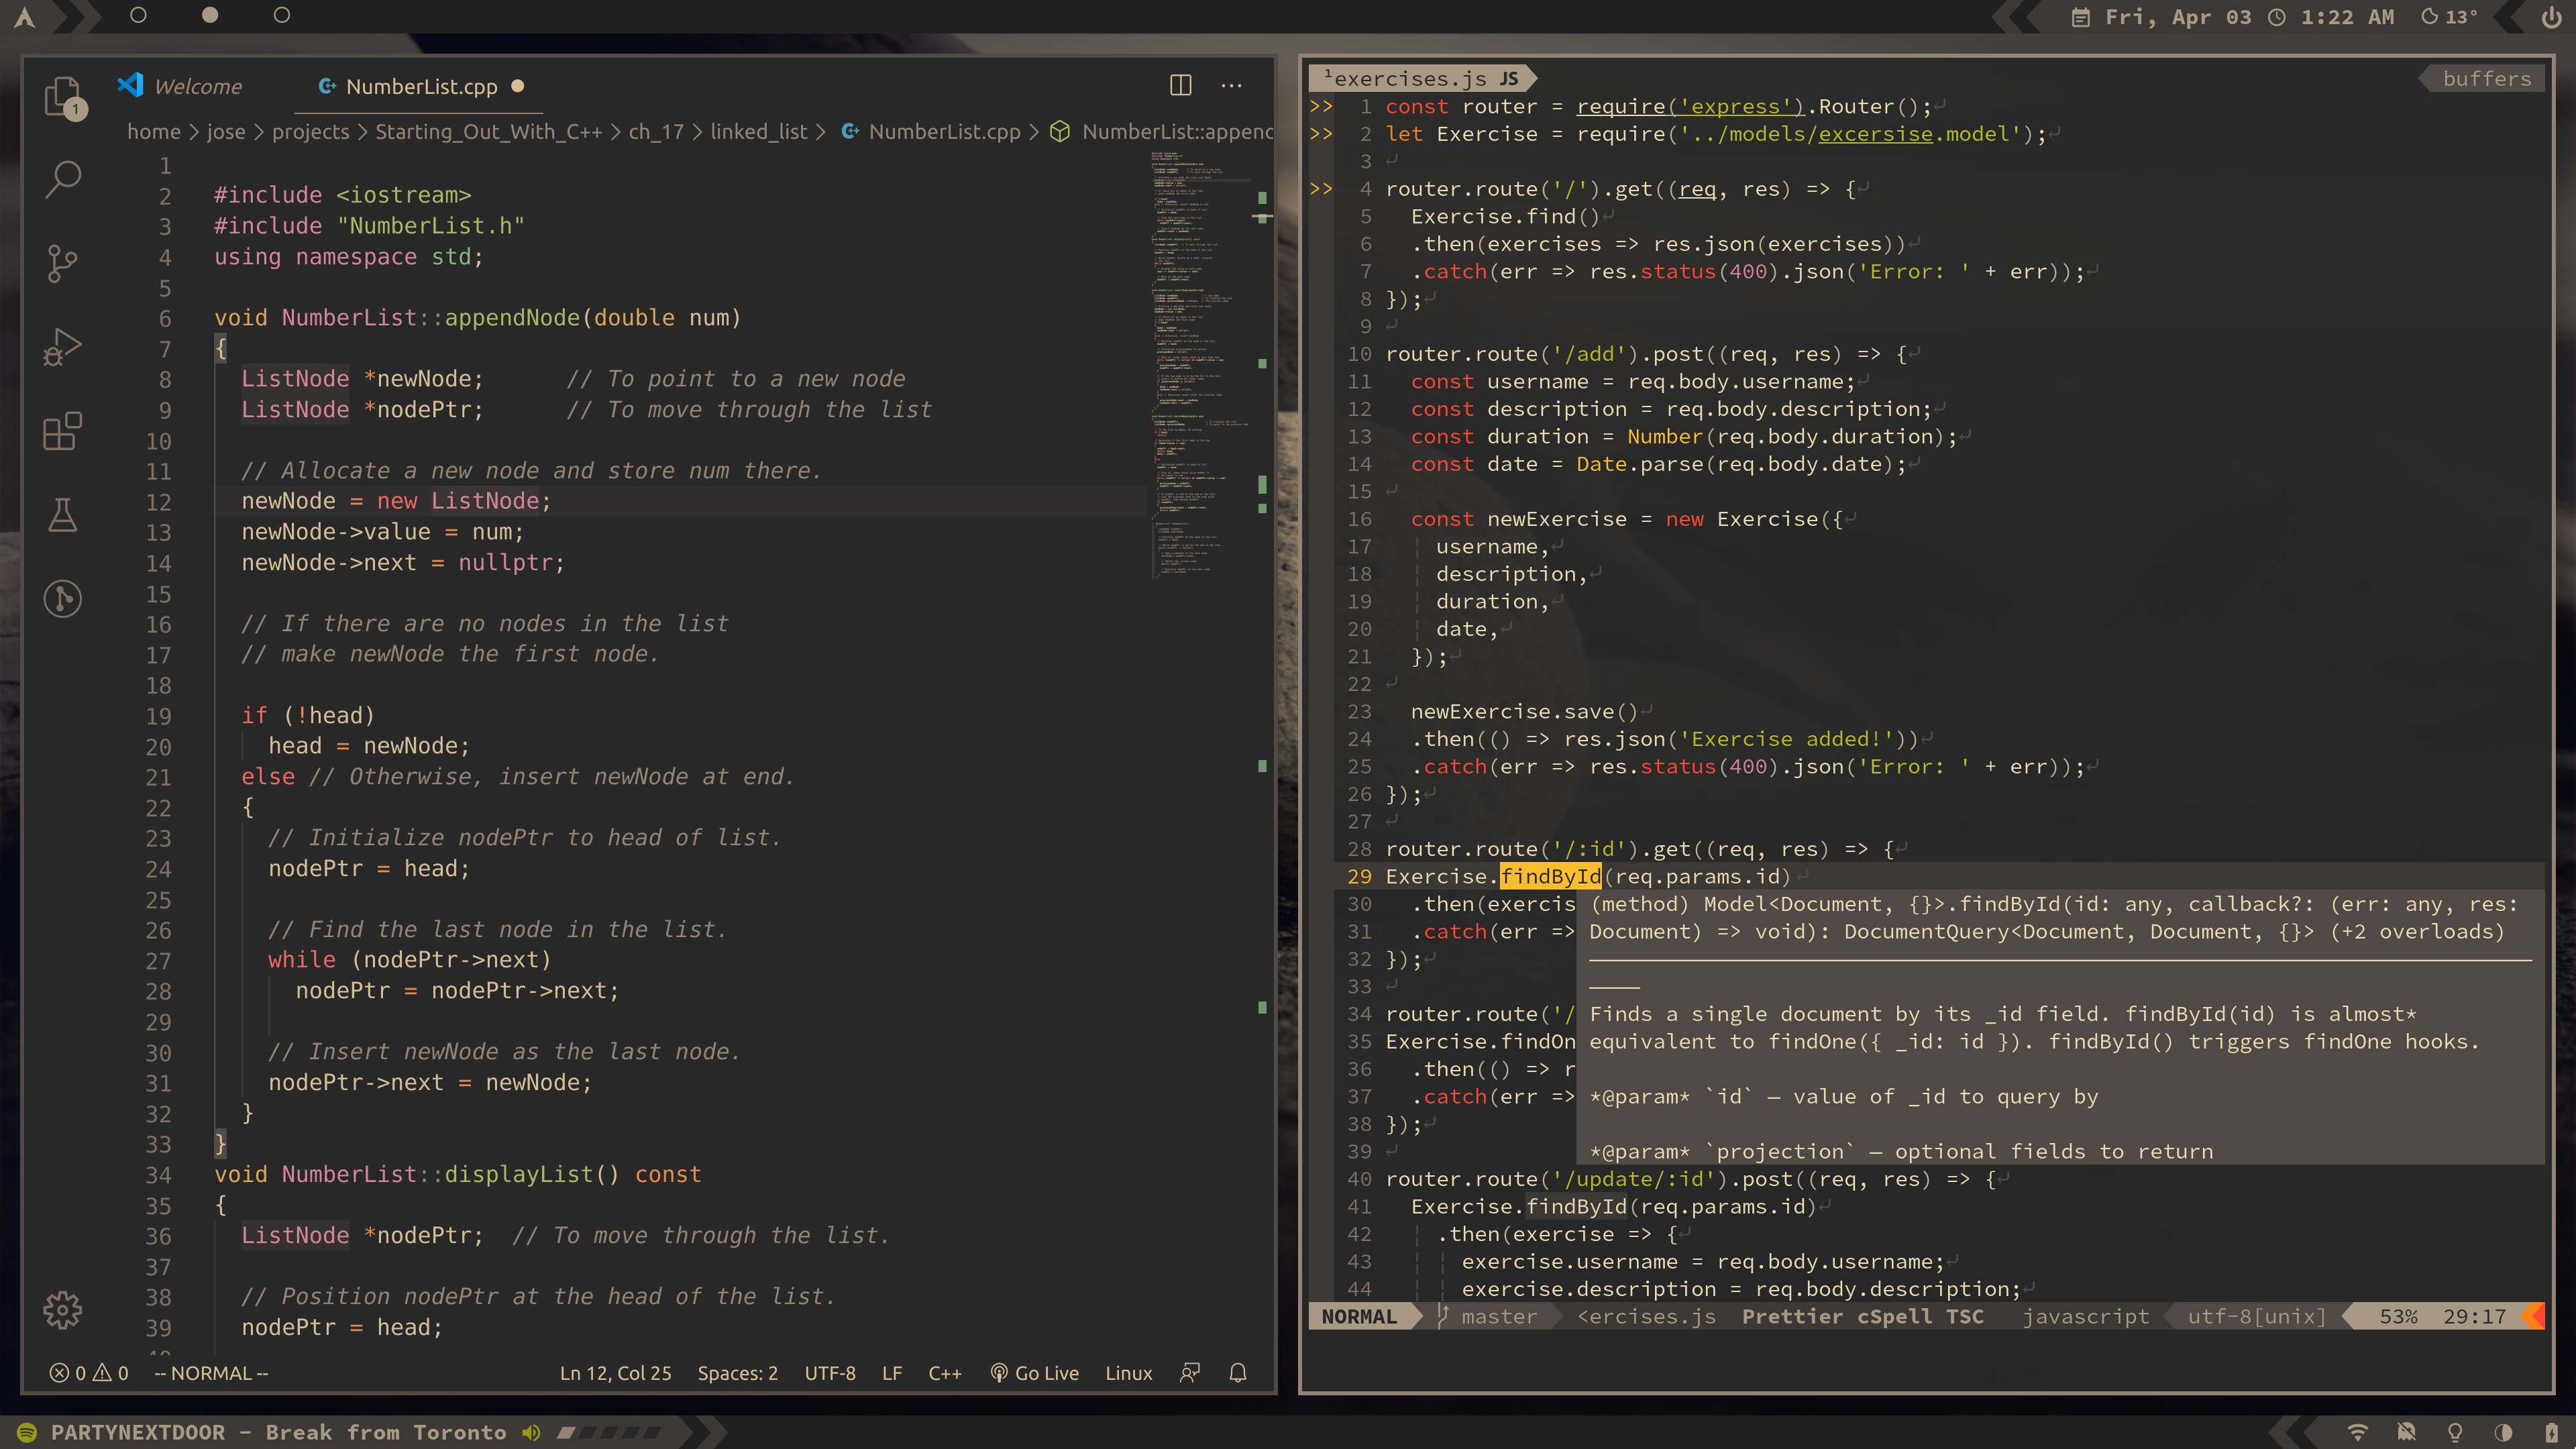 Fri, Apr 03 1:22 AM 13°
Welcome
NumberList.cpp
home > jose > projects > Starting_Out_With_C++ > ch_17 > linked_list > NumberList.cpp > NumberList::appenc
1
2 #include <iostream>
3 #include "NumberList.h"
4 using namespace std;
5
6 void NumberList::appendNode(double num)
7 {
8 ListNode *newNode; // To point to a new node
9 ListNode *nodePtr; // To move through the list
10
11 // Allocate a new node and store num there.
12 newNode = new ListNode;
13 newNode->value = num;
14 newNode->next = nullptr;
15
16 // If there are no nodes in the list
17 // make newNode the first node.
18
19 if (!head)
20 head = newNode;
21 else // Otherwise, insert newNode at end.
22 {
23 // Initialize nodePtr to head of list.
24 nodePtr = head;
25
26 // Find the last node in the list.
27 while (nodePtr->next)
28 nodePtr = nodePtr->next;
29
30 // Insert newNode as the last node.
31 nodePtr->next = newNode;
32 }
33 }
34 void NumberList::displayList() const
35 {
36 ListNode *nodePtr; // To move through the list.
37
38 // Position nodePtr at the head of the list.
39 nodePtr = head;
0 0 -- NORMAL -- Ln 12, Col 25 Spaces: 2 UTF-8 LF C++ Go Live Linux
1
¹exercises.js JS
buffers
>> 1 const router = require('express').Router();
>> 2 let Exercise = require('../models/excersise.model');
3
>> 4 router.route('/').get((req, res) => {
5 Exercise.find()
6 .then(exercises => res.json(exercises))
7 .catch(err => res.status(400).json('Error: ' + err));
8 });
9
10 router.route('/add').post((req, res) => {
11 const username = req.body.username;
12 const description = req.body.description;
13 const duration = Number(req.body.duration);
14 const date = Date.parse(req.body.date);
15
16 const newExercise = new Exercise({
17 username,
18 description,
19 duration,
20 date,
21 });
22
23 newExercise.save()
24 .then(() => res.json('Exercise added!'))
25 .catch(err => res.status(400).json('Error: ' + err));
26 });
27
28 router.route('/:id').get((req, res) => {
29 Exercise.findById(req.params.id)
30 .then(exercis
31 .catch(err =>
32 });
33
34 router.route('/
35 Exercise.findOn
36 .then(() => r
37 .catch(err =>
38 });
39
(method) Model<Document, {}>.findById(id: any, callback?: (err: any, res:
Document) => void): DocumentQuery<Document, Document, {}> (+2 overloads)
Finds a single document by its _id field. findById(id) is almost*
equivalent to findOne({ _id: id }). findById() triggers findOne hooks.
*@param* `id` — value of _id to query by
*@param* `projection` — optional fields to return
40 router.route('/update/:id').post((req, res) => {
41 Exercise.findById(req.params.id)
42 .then(exercise => {
43 exercise.username = req.body.username;
44 exercise.description = req.body.description;
NORMAL master <ercises.js Prettier cSpell TSC javascript utf-8[unix] 53% 29:17
PARTYNEXTDOOR - Break from Toronto